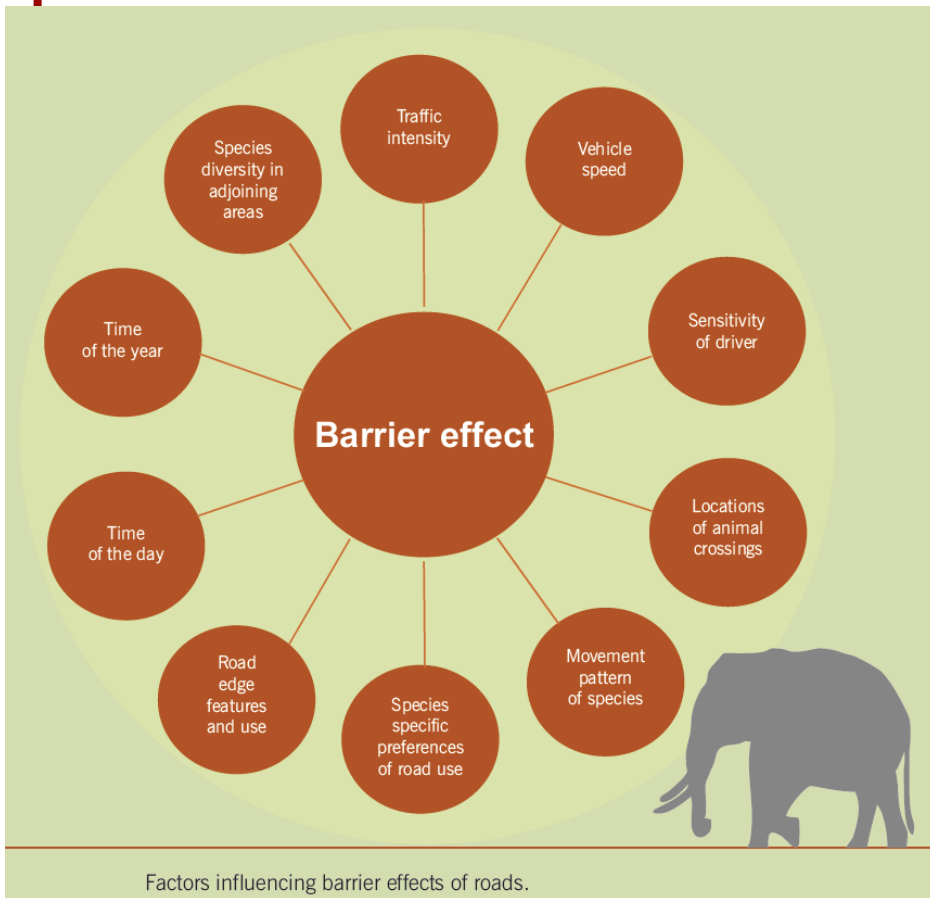 Traffic
intensity
Vehicle
speed
Sensitivity
of driver
Locations
of animal
crossings
Movement
pattern
of species
Species
specific
preferences
of road use
Road
edge
features
and use
Time
of the day
Time
of the year
Species
diversity in
adjoining
areas
Barrier effect
Factors influencing barrier effects of roads.